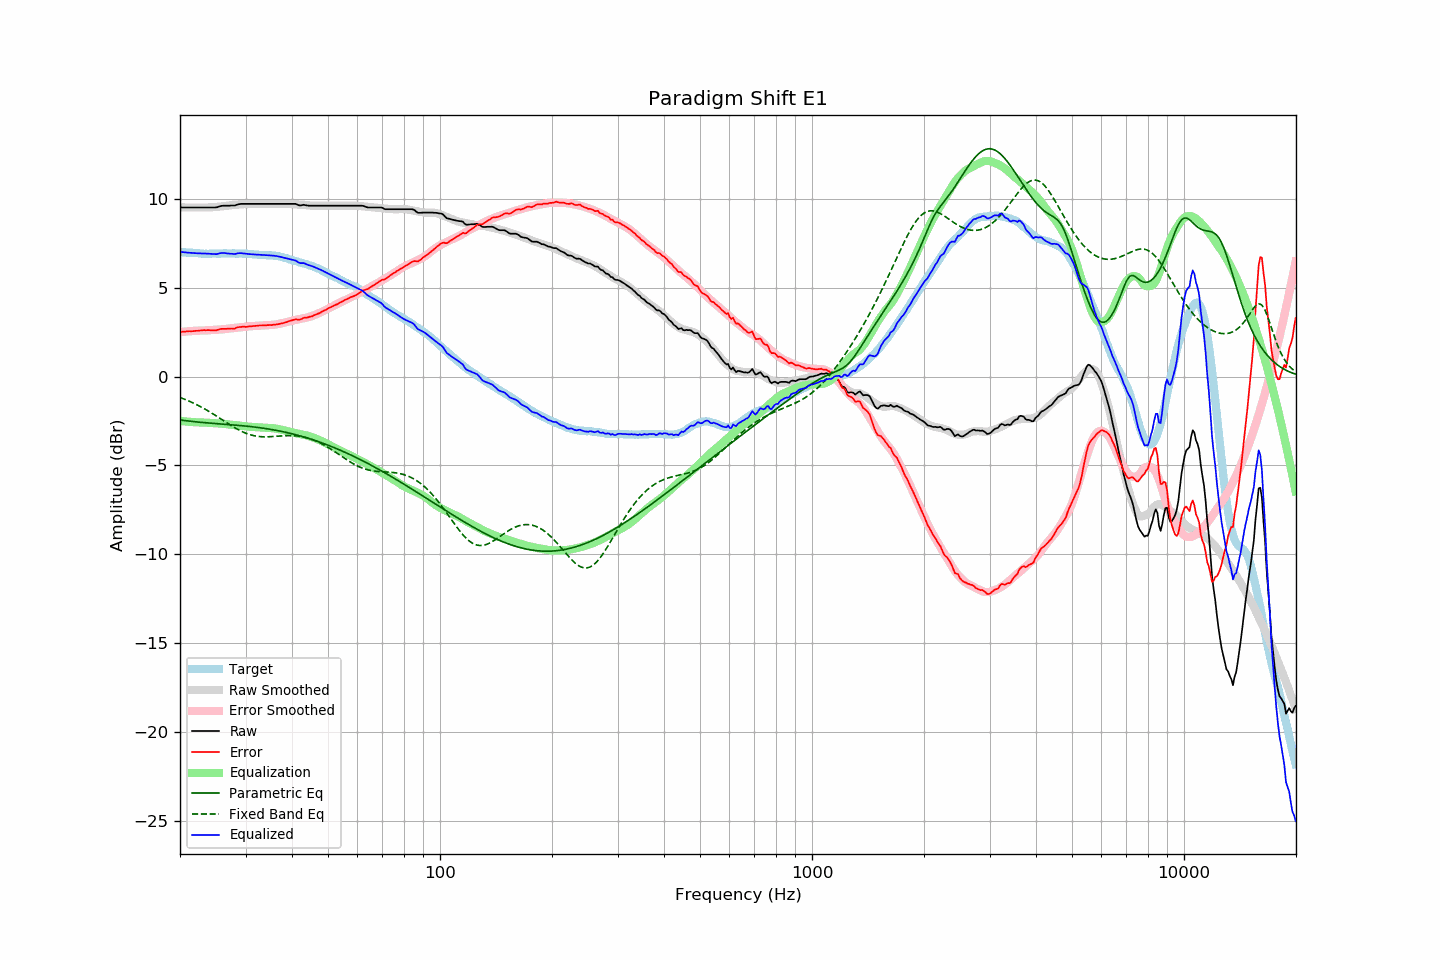 Paradigm Shift E1
Amplitude (dBr)
10
5
0
−5
−10
−15
−20
−25
Target
Raw Smoothed
Error Smoothed
Raw
Error
Equalization
Parametric Eq
Fixed Band Eq
Equalized
100
1000
10000
Frequency (Hz)